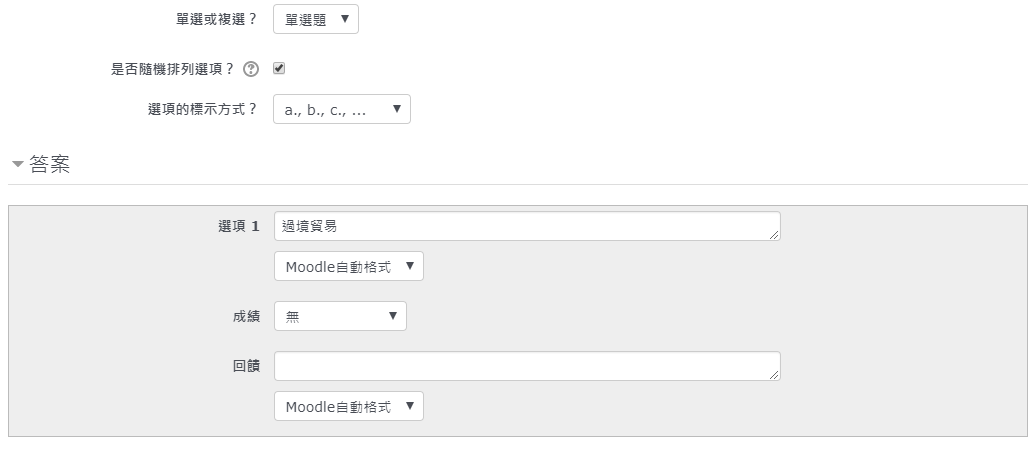 單選或複選？ 單選題
是否隨機排列選項？
選項的標示方式？ a., b., c., ...
答案
選項 1 過境貿易
Moodle自動格式
成績 無
回饋
Moodle自動格式